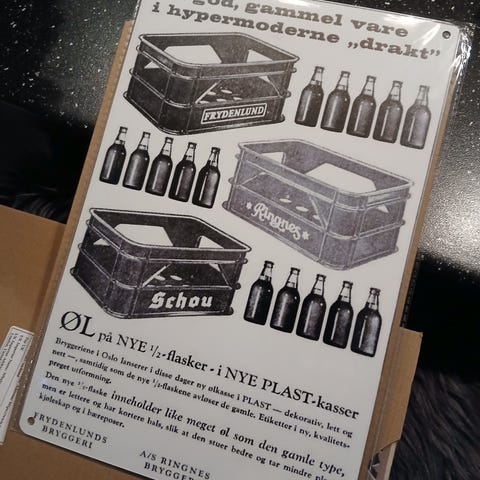 god, gammel vare
i hypermoderne „drakt”
FRYDENLUND
Ringnes
Schou
ØL på NYE ½-flasker - i NYE PLAST-kasser
Bryggeriene i Oslo lanserer i disse dager ny ølkasse i PLAST — dekorativ, lett og
nett —, samtidig som de nye ½-flaskene avløser de gamle. Etiketter i ny, kvalitets-
preget utforming.
Den nye ½-flaske inneholder like meget øl som den gamle type,
men er lettere og har kortere hals, slik at den stuer bedre og tar mindre
kjøleskap og i bæreposer.
FRYDENLUNDS
BRYGGERI
A/S RINGNES
BRYGGERI